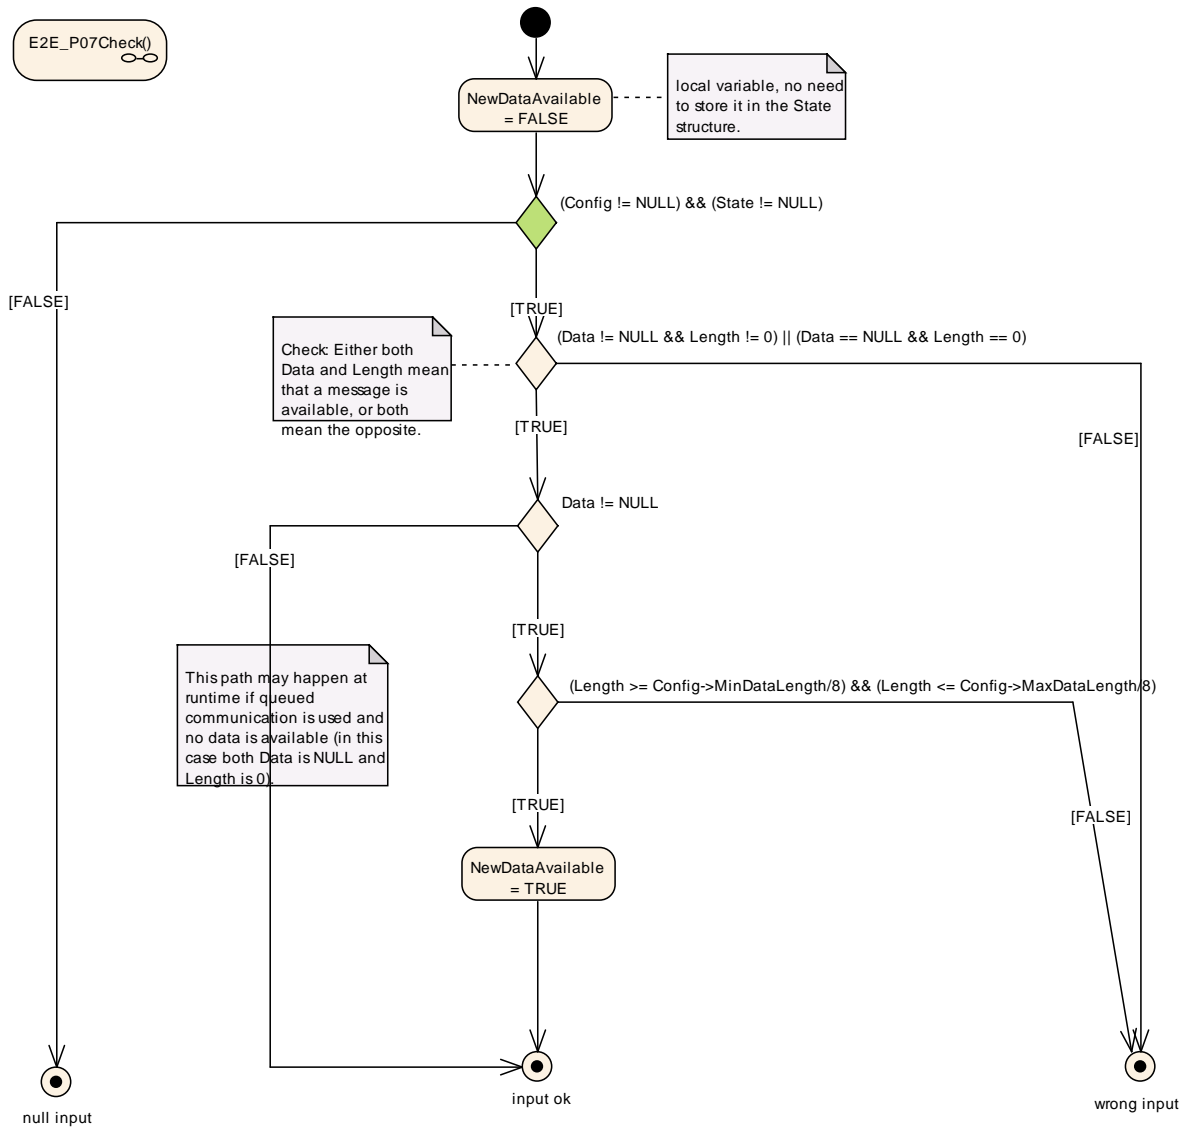 E2E_P07Check()
NewDataAvailable
= FALSE
local variable, no need
to store it in the State
structure.
(Config != NULL) && (State != NULL)
[FALSE]
[TRUE]
(Data != NULL && Length != 0) || (Data == NULL && Length == 0)
Check: Either both
Data and Length mean
that a message is
available, or both
mean the opposite.
[TRUE]
[FALSE]
Data != NULL
[FALSE]
[TRUE]
This path may happen at
runtime if queued
communication is used and
no data is available (in this
case both Data is NULL and
Length is 0).
(Length >= Config->MinDataLength/8) && (Length <= Config->MaxDataLength/8)
[TRUE]
[FALSE]
NewDataAvailable
= TRUE
null input
input ok
wrong input